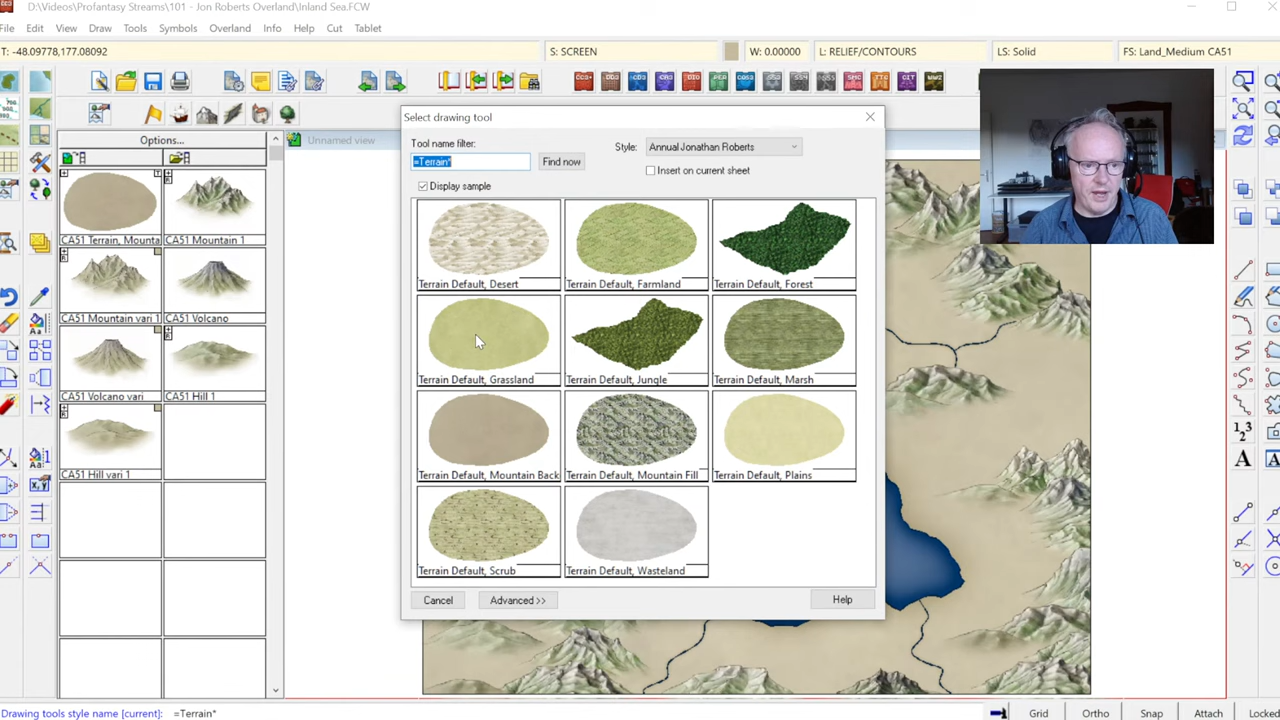 D:\Videos\Profantasy Streams\101 - Jon Roberts Overland\Inland Sea.FCW
File Edit View Draw Tools Symbols Overland Info Help Cut Tablet
T: -48.09778,177.08092 S: SCREEN W: 0.00000 L: RELIEF/CONTOURS LS: Solid FS: Land_Medium CA51
Options...
Unnamed view
CA51 Terrain, Mounta CA51 Mountain 1
CA51 Mountain vari 1 CA51 Volcano
CA51 Volcano vari CA51 Hill 1
CA51 Hill vari 1
Select drawing tool
Tool name filter:
Style: Annual Jonathan Roberts
=Terrain* Find now
Insert on current sheet
Display sample
Terrain Default, Desert Terrain Default, Farmland Terrain Default, Forest
Terrain Default, Grassland Terrain Default, Jungle Terrain Default, Marsh
Terrain Default, Mountain Back Terrain Default, Mountain Fill Terrain Default, Plains
Terrain Default, Scrub Terrain Default, Wasteland
Cancel Advanced >> Help
Drawing tools style name [current]: =Terrain* Grid Ortho Snap Attach Locked